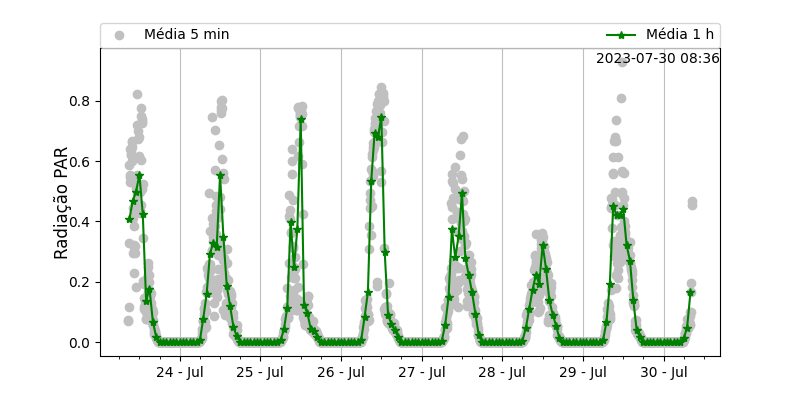 Média 5 min
Média 1 h
2023-07-30 08:36
Radiação PAR
0.8
0.6
0.4
0.2
0.0
24 - Jul
25 - Jul
26 - Jul
27 - Jul
28 - Jul
29 - Jul
30 - Jul